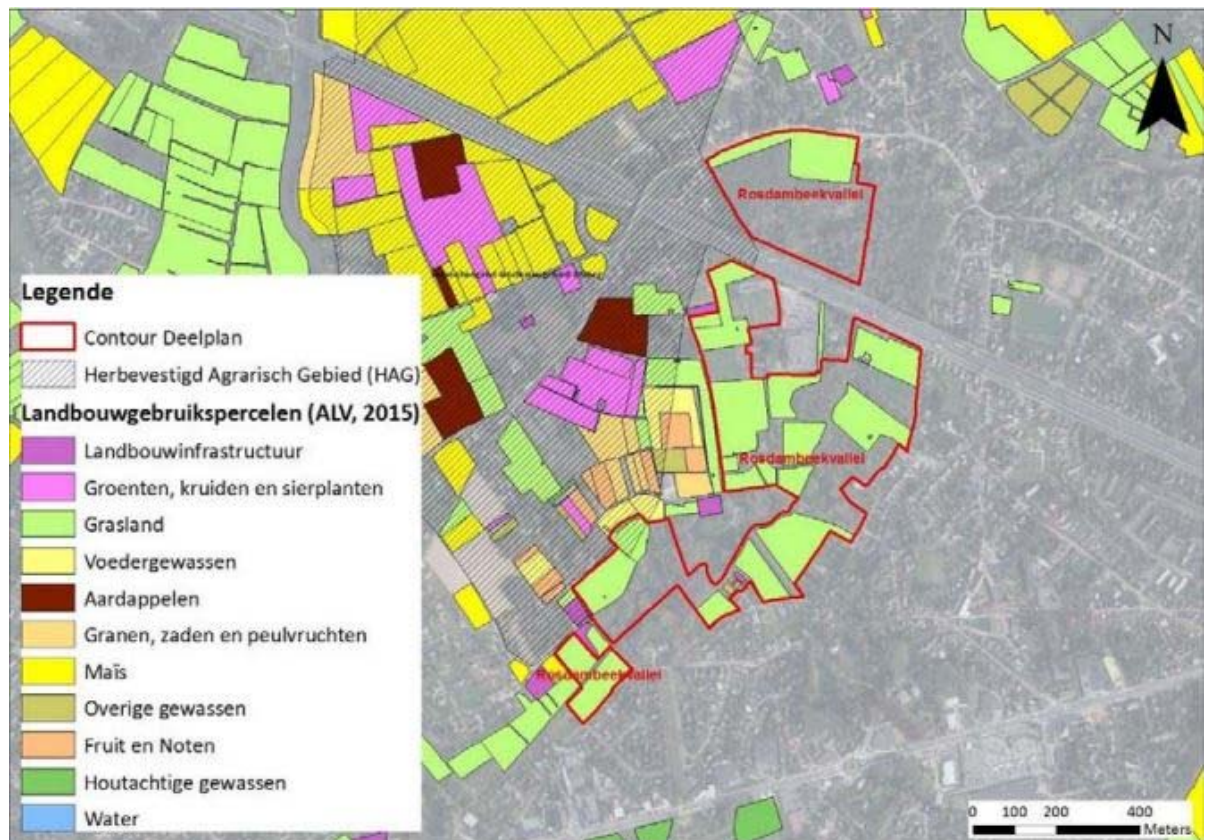 N
Rosdambeekvallei
Legende
Contour Deelplan
Herbevestigd Agrarisch Gebied (HAG)
Landbouwgebruikspercelen (ALV, 2015)
Landbouwinfrastructuur
Groenten, kruiden en sierplanten
Grasland
Voedergewassen
Aardappelen
Granen, zaden en peulvruchten
Maïs
Overige gewassen
Fruit en Noten
Houtachtige gewassen
Water
Rosdambeekvallei
Rosdambeekvallei
0 100 200 400
Meters